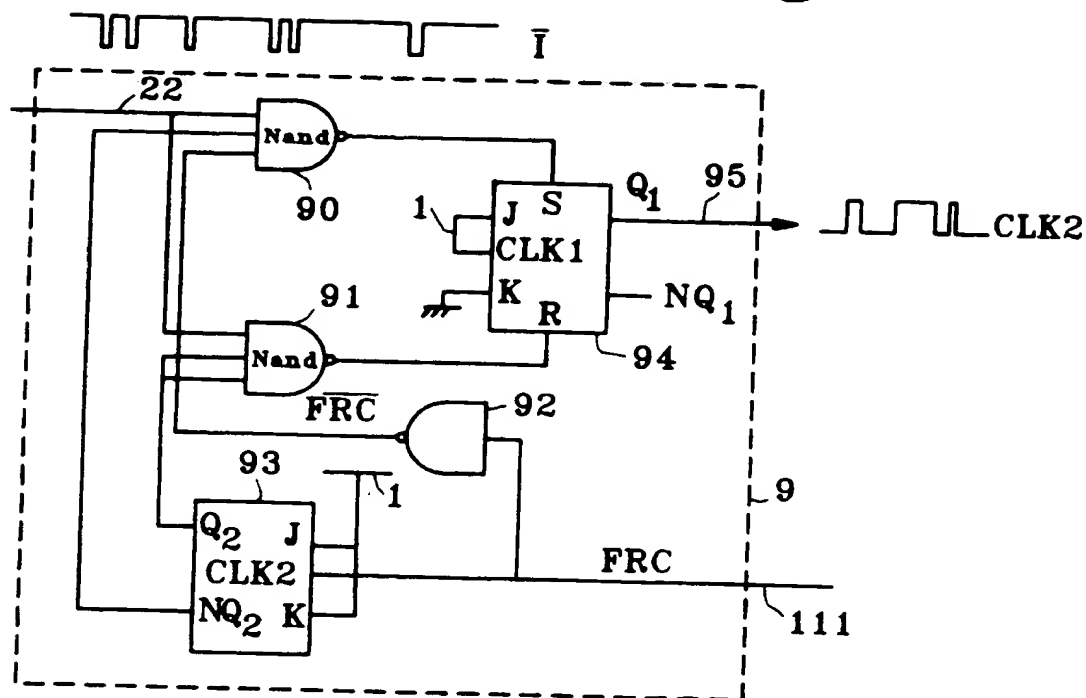 I̅
22
Nand
90
Q₁
95
1
J
S
CLK1
K
R
CLK2
NQ₁
94
91
Nand
F̅R̅C̅
92
93
1
9
Q₂
J
CLK2
NQ₂
K
FRC
111